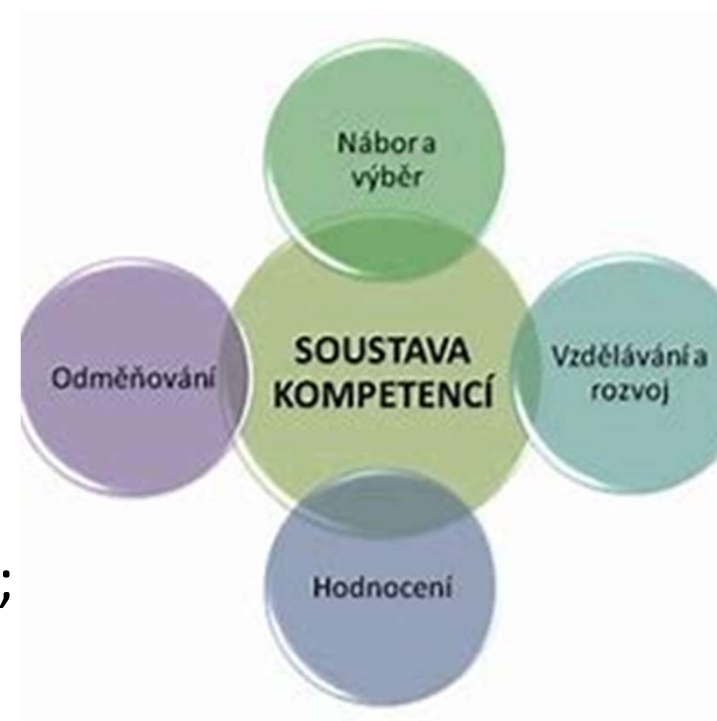 Nábor a
výběr
SOUSTAVA
KOMPETENCÍ
Vzdělávání a
rozvoj
Odměňování
Hodnocení
;